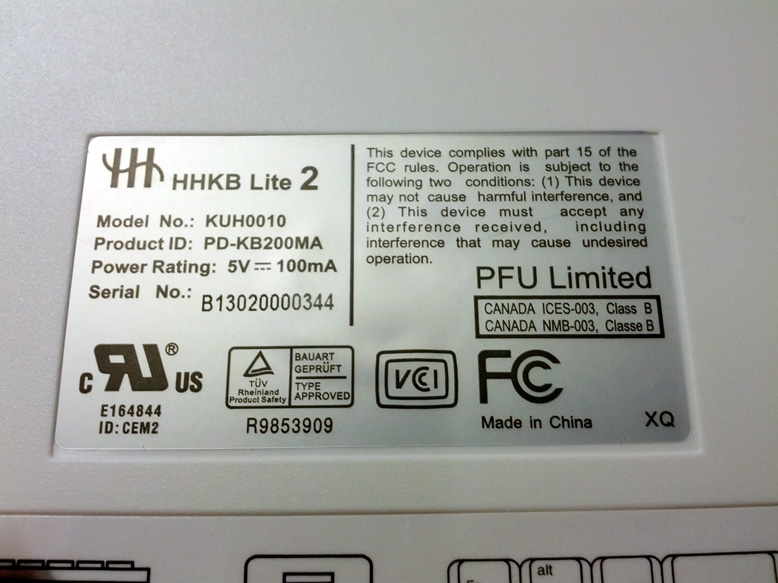 HHKB Lite 2
Model No.: KUH0010
Product ID: PD-KB200MA
Power Rating: 5V⎓100mA
Serial No.: B13020000344
This device complies with part 15 of the
FCC rules. Operation is subject to the
following two conditions: (1) This device
may not cause harmful interference, and
(2) This device must accept any
interference received, including
interference that may cause undesired
operation.
PFU Limited
CANADA ICES-003, Class B
CANADA NMB-003, Classe B
c RU ® US
E164844
ID: CEM2
TÜV
Rheinland
Product Safety
BAUART
GEPRÜFT
TYPE
APPROVED
R9853909
VCI
FC
Made in China
XQ
alt